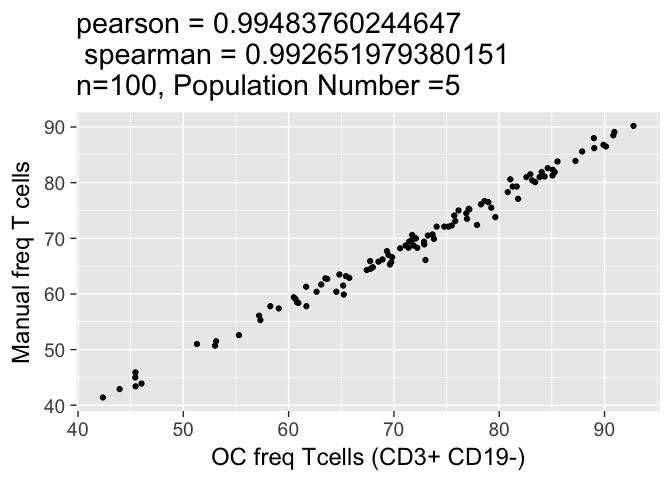 pearson = 0.99483760244647
spearman = 0.992651979380151
n=100, Population Number =5
Manual freq T cells
90
80
70
60
50
40
40 50 60 70 80 90
OC freq Tcells (CD3+ CD19-)